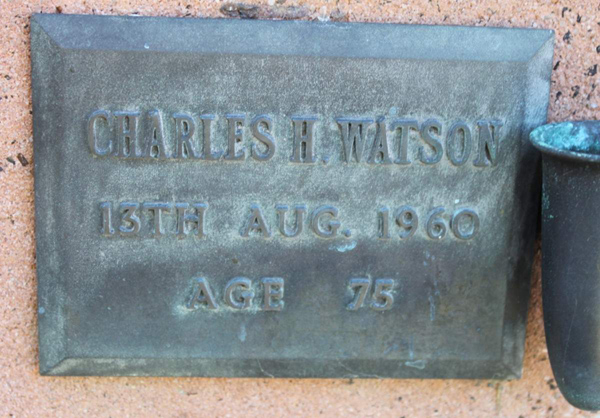 CHARLES H. WATSON
13TH AUG. 1960
AGE 75